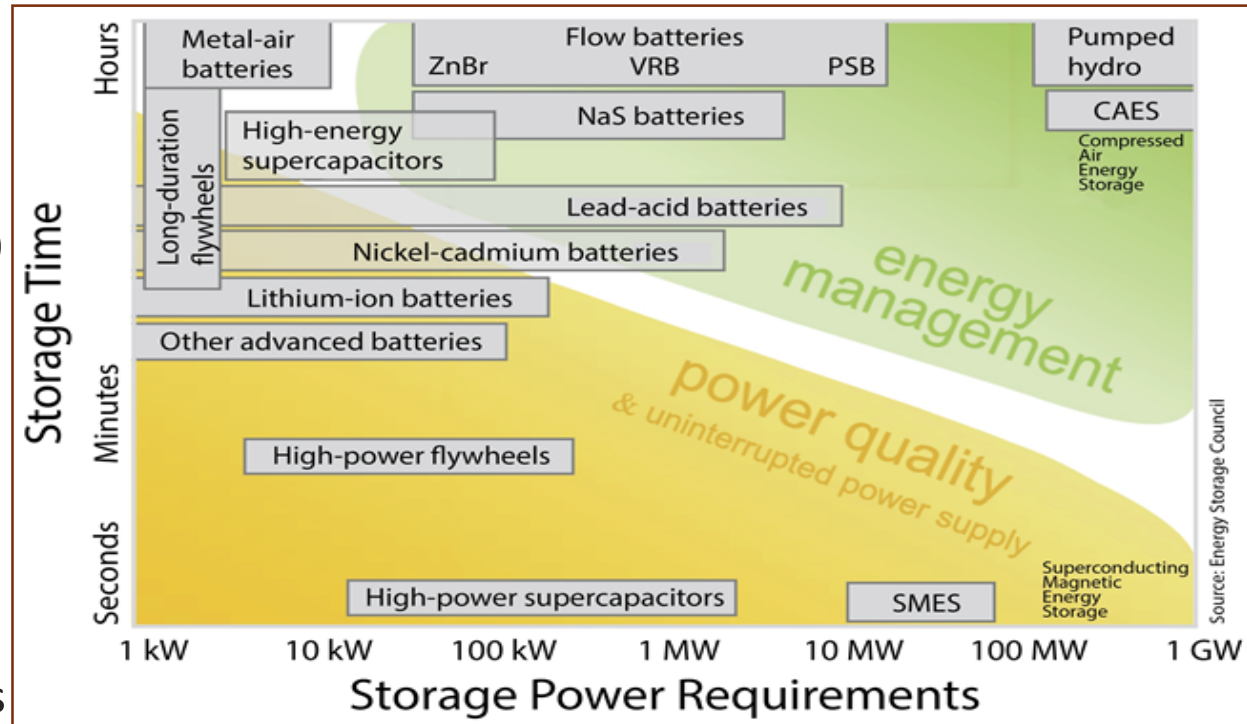 Hours
Metal-air
batteries
Flow batteries
ZnBr VRB PSB
Pumped
hydro
NaS batteries
CAES
Compressed
Air
Energy
Storage
High-energy
supercapacitors
Long-duration
flywheels
Lead-acid batteries
Nickel-cadmium batteries
Lithium-ion batteries
Other advanced batteries
energy
management
Storage Time
Minutes
power quality
& uninterrupted power supply
High-power flywheels
Seconds
High-power supercapacitors
SMES
Superconducting
Magnetic
Energy
Storage
Source: Energy Storage Council
1 kW 10 kW 100 kW 1 MW 10 MW 100 MW 1 GW
Storage Power Requirements
)
s